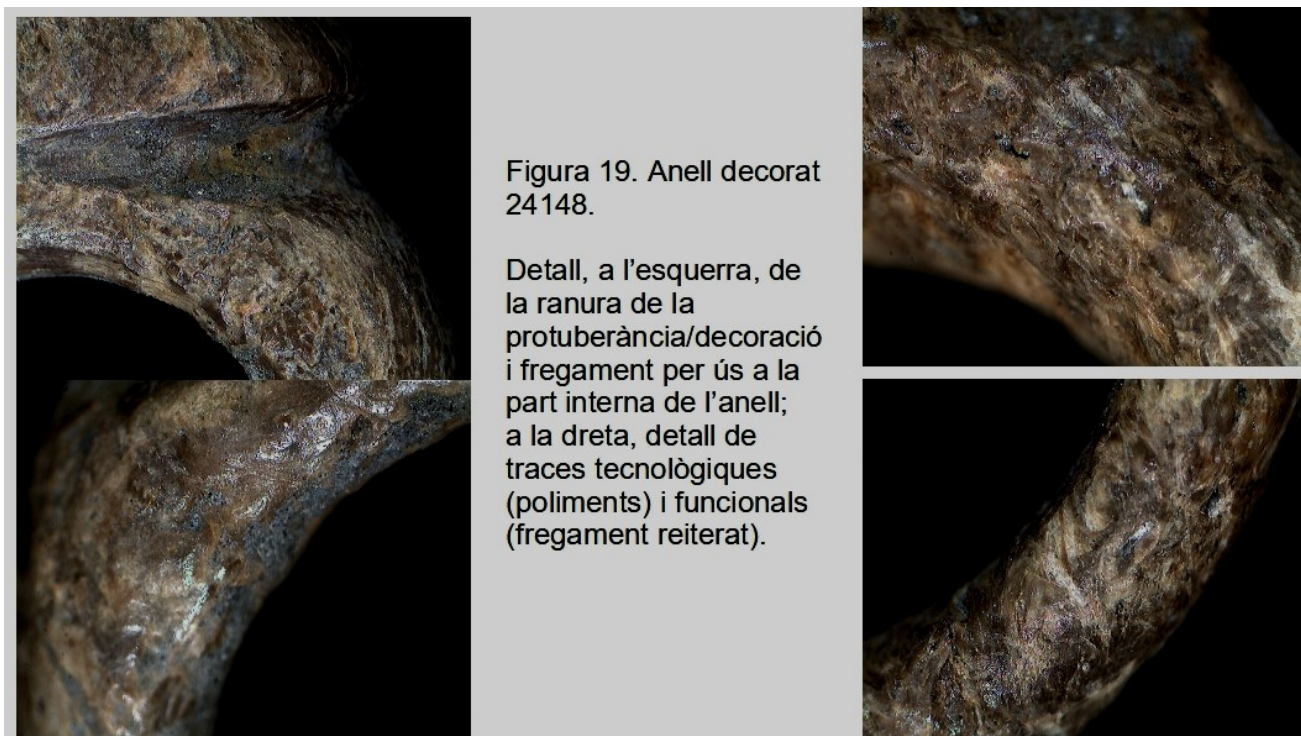 Figura 19. Anell decorat
24148.
Detall, a l'esquerra, de
la ranura de la
protuberància/decoració
i fregament per ús a la
part interna de l'anell;
a la dreta, detall de
traces tecnològiques
(poliments) i funcionals
(fregament reiterat).